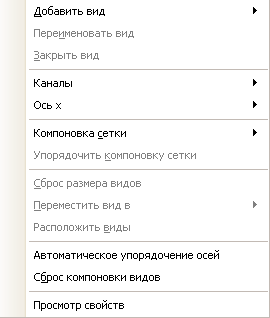 Добавить вид
Переименовать вид
Закрыть вид
Каналы
Ось x
Компоновка сетки
Упорядочить компоновку сетки
Сброс размера видов
Переместить вид в
Расположить виды
Автоматическое упорядочение осей
Сброс компоновки видов
Просмотр свойств